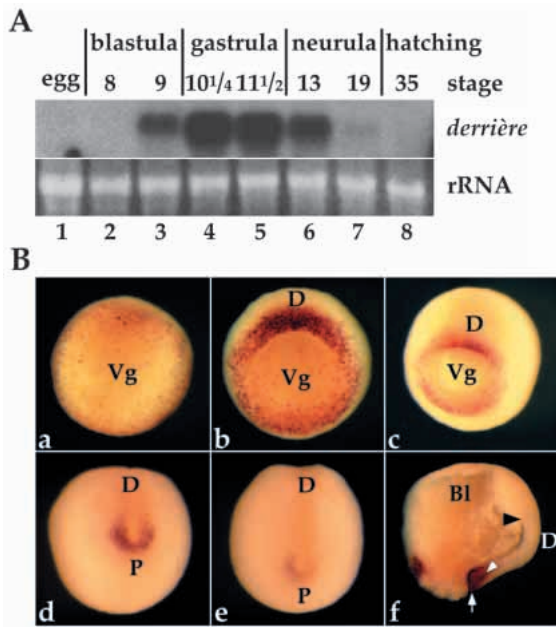 A
blastula gastrula neurula hatching
egg 8 9 10¹/₄ 11¹/₂ 13 19 35 stage
derrière
rRNA
1 2 3 4 5 6 7 8
B
Vg
a
D
Vg
b
D
Vg
c
D
P
d
D
P
e
Bl
D
f